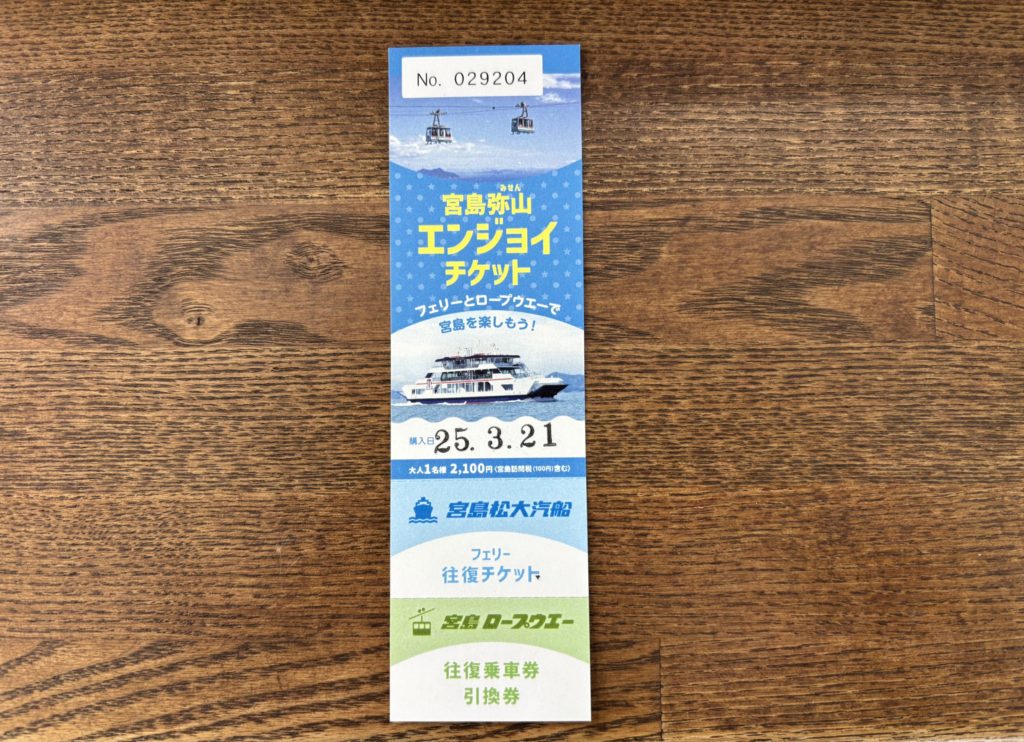 No. 029204
みせん
宮島弥山
エンジョイ
チケット
フェリーとロープウエーで
宮島を楽しもう!
購入日25. 3. 21
大人1名様 2,100円(宮島訪問税(100円)含む)
宮島松大汽船
フェリー
往復チケット
宮島 ロープウエー
往復乗車券
引換券